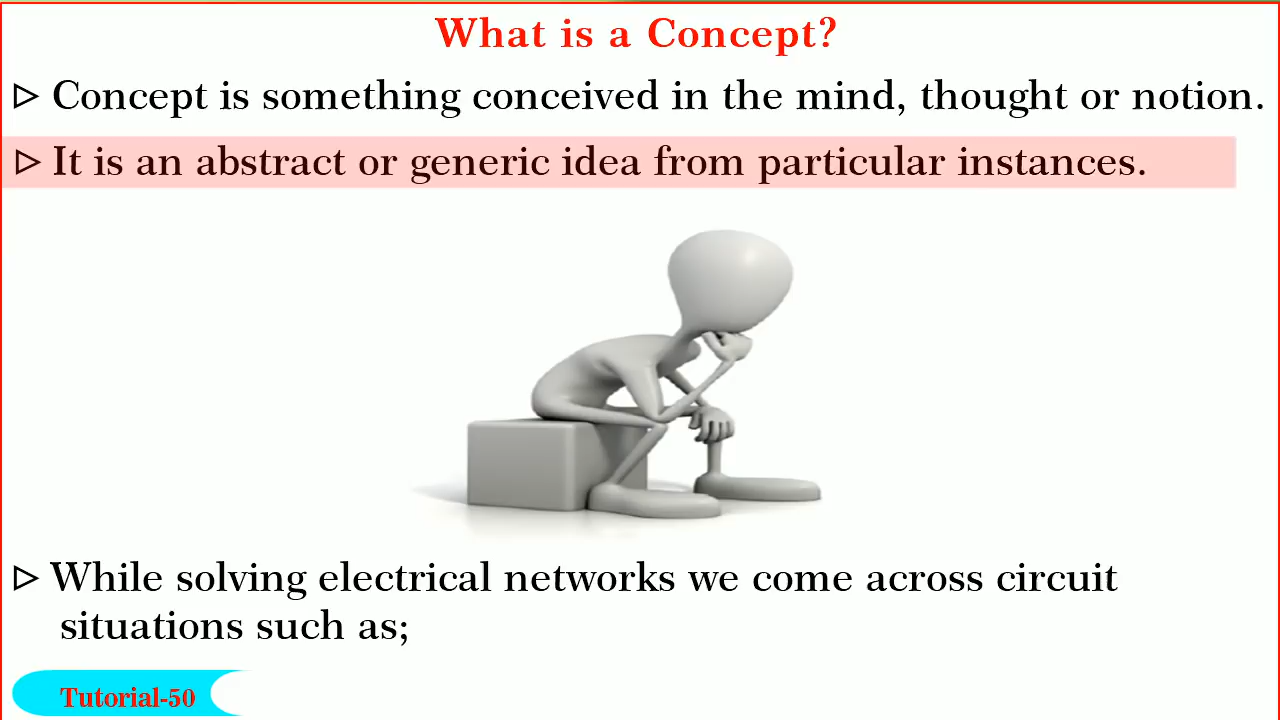 What is a Concept?
▷ Concept is something conceived in the mind, thought or notion.
▷ It is an abstract or generic idea from particular instances.
▷ While solving electrical networks we come across circuit
situations such as;
Tutorial-50